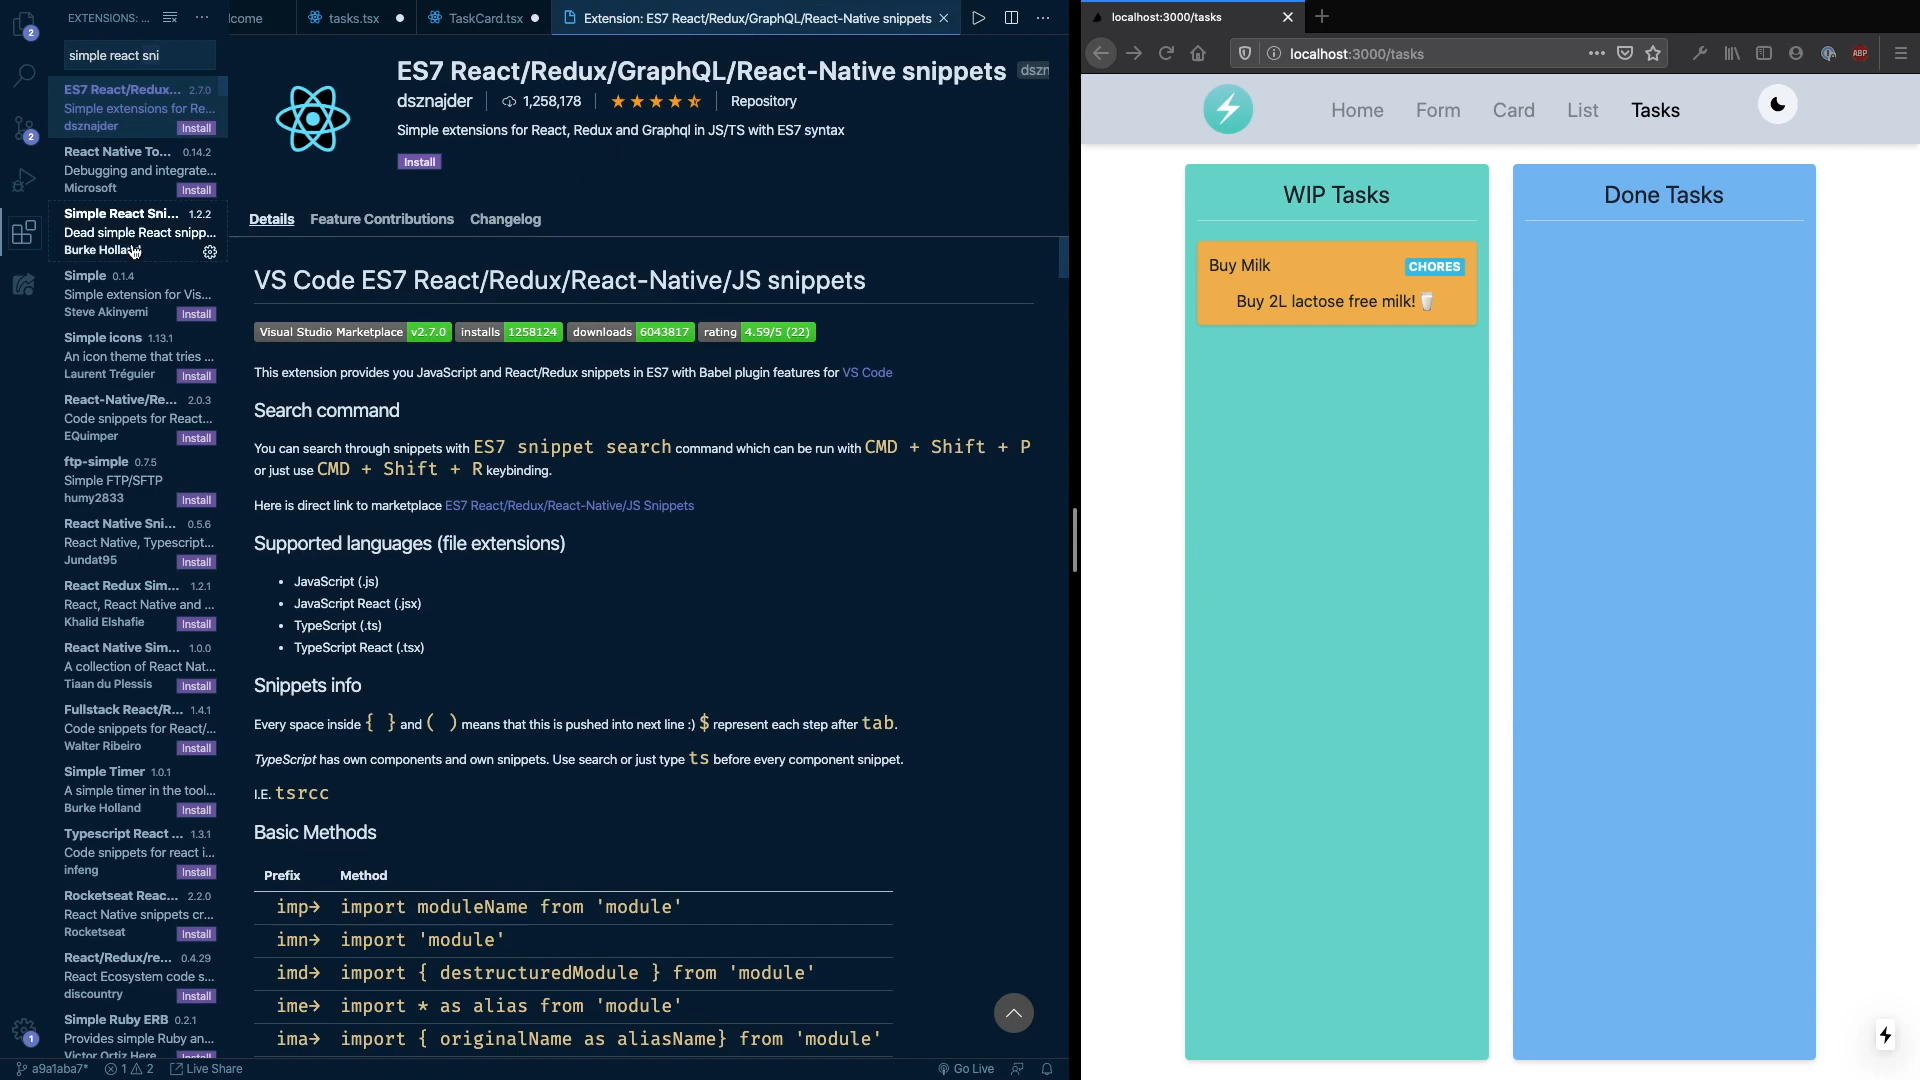 EXTENSIONS: ...
simple react sni
ES7 React/Redux... 2.7.0
Simple extensions for Re...
dsznajder Install
React Native To... 0.14.2
Debugging and integrate...
Microsoft Install
Simple React Sni... 1.2.2
Dead simple React snipp...
Burke Holland
Simple 0.1.4
Simple extension for Vis...
Steve Akinyemi Install
Simple icons 1.13.1
An icon theme that tries ...
Laurent Tréguier Install
React-Native/Re... 2.0.3
Code snippets for React...
EQuimper Install
ftp-simple 0.7.5
Simple FTP/SFTP
humy2833 Install
React Native Sni... 0.5.6
React Native, Typescript...
Jundat95 Install
React Redux Sim... 1.2.1
React, React Native and ...
Khalid Elshafie Install
React Native Sim... 1.0.0
A collection of React Nat...
Tiaan du Plessis Install
Fullstack React/R... 1.4.1
Code snippets for React/...
Walter Ribeiro Install
Simple Timer 1.0.1
A simple timer in the tool...
Burke Holland Install
Typescript React ... 1.3.1
Code snippets for react i...
infeng Install
Rocketseat Reac... 2.2.0
React Native snippets cr...
Rocketseat Install
React/Redux/re... 0.4.29
React Ecosystem code s...
discountry Install
Simple Ruby ERB 0.2.1
Provides simple Ruby an...
Victor Ortiz Here Install
2
2
1
lcome tasks.tsx TaskCard.tsx Extension: ES7 React/Redux/GraphQL/React-Native snippets
ES7 React/Redux/GraphQL/React-Native snippets dszn
dsznajder 1,258,178 Repository
Simple extensions for React, Redux and Graphql in JS/TS with ES7 syntax
Install
Details Feature Contributions Changelog
VS Code ES7 React/Redux/React-Native/JS snippets
Visual Studio Marketplace v2.7.0 installs 1258124 downloads 6043817 rating 4.59/5 (22)
This extension provides you JavaScript and React/Redux snippets in ES7 with Babel plugin features for VS Code
Search command
You can search through snippets with ES7 snippet search command which can be run with CMD + Shift + P
or just use CMD + Shift + R keybinding.
Here is direct link to marketplace ES7 React/Redux/React-Native/JS Snippets
Supported languages (file extensions)
• JavaScript (.js)
• JavaScript React (.jsx)
• TypeScript (.ts)
• TypeScript React (.tsx)
Snippets info
Every space inside { } and ( ) means that this is pushed into next line :) $ represent each step after tab.
TypeScript has own components and own snippets. Use search or just type ts before every component snippet.
I.E. tsrcc
Basic Methods
Prefix Method
imp→ import moduleName from 'module'
imn→ import 'module'
imd→ import { destructuredModule } from 'module'
ime→ import * as alias from 'module'
ima→ import { originalName as aliasName} from 'module'
a9a1aba7* 1 2 Live Share Go Live
localhost:3000/tasks
localhost:3000/tasks
ABP
Home Form Card List Tasks
WIP Tasks
Buy Milk CHORES
Buy 2L lactose free milk!🥛
Done Tasks